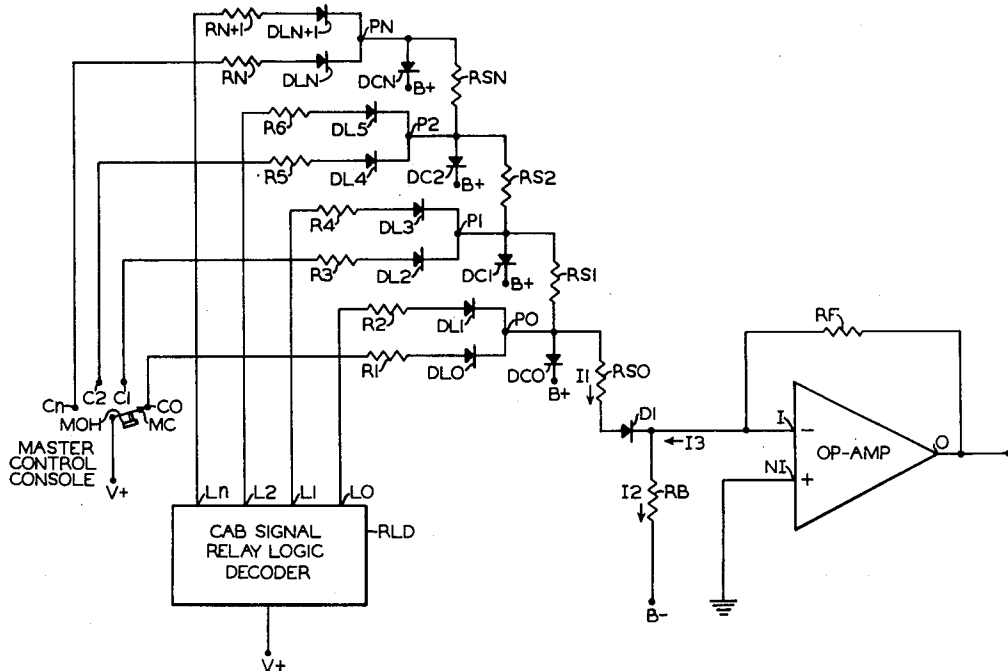 RN+1 DLN+1 PN
RN DLN DCN B+ RSN
R6 DL5 P2
R5 DL4 DC2 B+ RS2
R4 DL3 P1
R3 DL2 DC1 B+ RS1
R2 DL1 PO
R1 DLO DCO B+ RSO
I1 D1 I3
RF
I - OP-AMP O
NI +
I2 RB
B-
Cn C2 C1 CO
MOH MC
MASTER
CONTROL
CONSOLE
V+
Ln L2 L1 LO
CAB SIGNAL
RELAY LOGIC
DECODER
RLD
V+